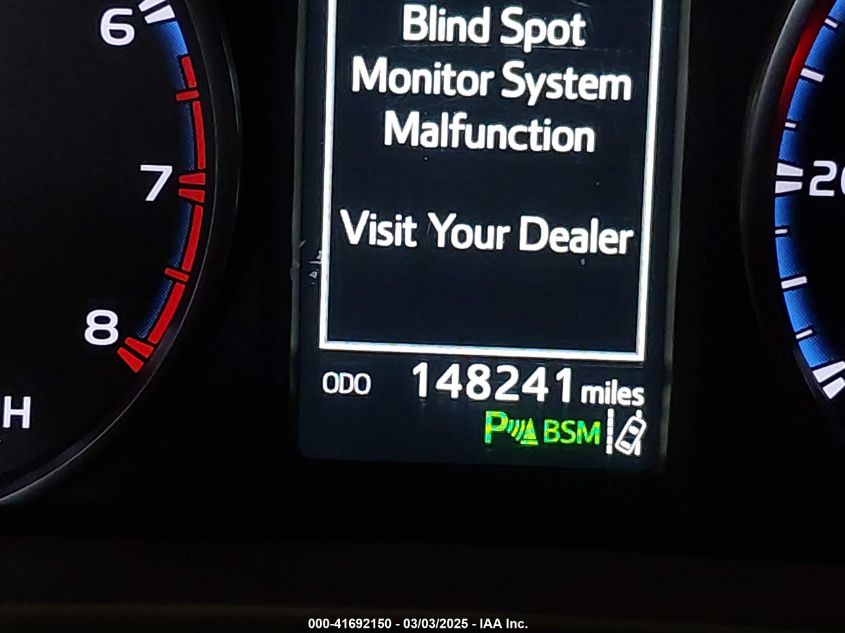 6
Blind Spot
Monitor System
Malfunction
7
Visit Your Dealer
8
ODO 148241 miles
H
P BSM
000-41692150 - 03/03/2025 - IAA Inc.